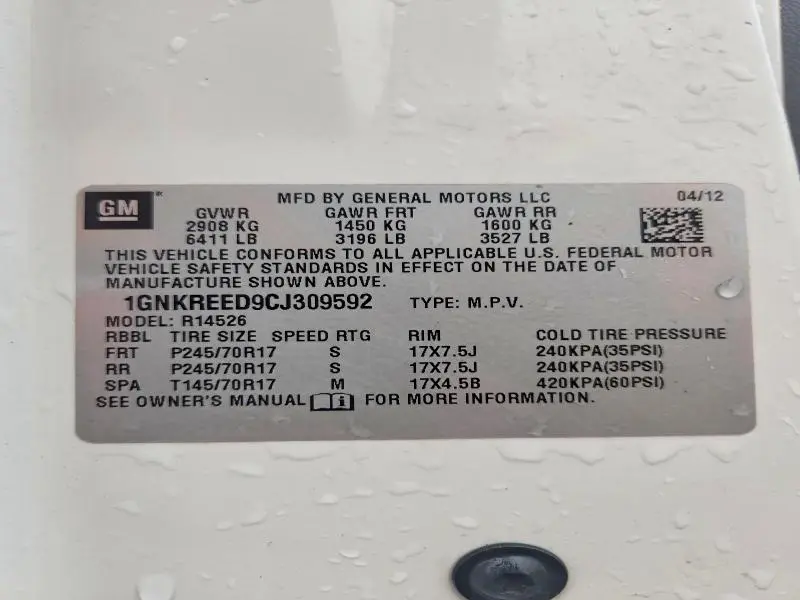 GM MFD BY GENERAL MOTORS LLC 04/12
GVWR GAWR FRT GAWR RR
2908 KG 1450 KG 1600 KG
6411 LB 3196 LB 3527 LB
THIS VEHICLE CONFORMS TO ALL APPLICABLE U.S. FEDERAL MOTOR
VEHICLE SAFETY STANDARDS IN EFFECT ON THE DATE OF
MANUFACTURE SHOWN ABOVE.
1GNKREED9CJ309592 TYPE: M.P.V.
MODEL: R14526
RBBL TIRE SIZE SPEED RTG RIM COLD TIRE PRESSURE
FRT P245/70R17 S 17X7.5J 240KPA(35PSI)
RR P245/70R17 S 17X7.5J 240KPA(35PSI)
SPA T145/70R17 M 17X4.5B 420KPA(60PSI)
SEE OWNER'S MANUAL i FOR MORE INFORMATION.